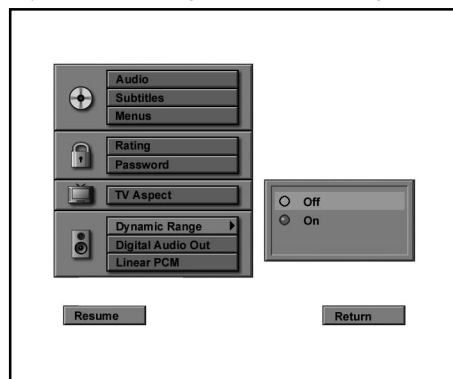 Audio
Subtitles
Menus
Rating
Password
TV Aspect
Dynamic Range
Digital Audio Out
Linear PCM
Off
On
Resume
Return